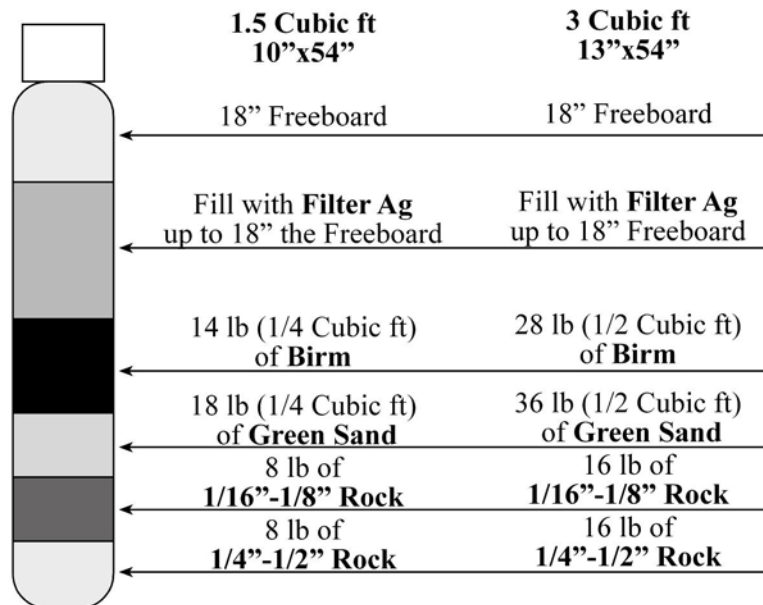 1.5 Cubic ft
10”x54”
3 Cubic ft
13”x54”
18” Freeboard
18” Freeboard
Fill with Filter Ag
up to 18” the Freeboard
Fill with Filter Ag
up to 18” Freeboard
14 lb (1/4 Cubic ft)
of Birm
28 lb (1/2 Cubic ft)
of Birm
18 lb (1/4 Cubic ft)
of Green Sand
36 lb (1/2 Cubic ft)
of Green Sand
8 lb of
1/16”-1/8” Rock
16 lb of
1/16”-1/8” Rock
8 lb of
1/4”-1/2” Rock
16 lb of
1/4”-1/2” Rock